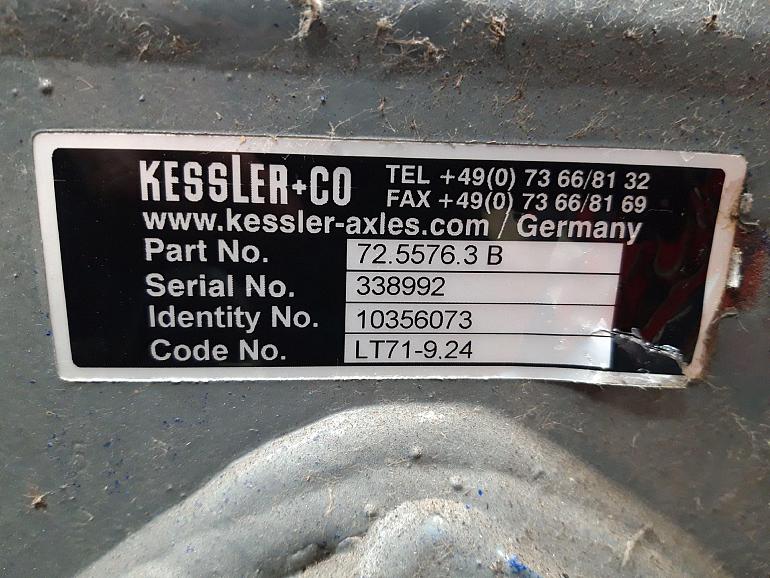 KESSLER+CO TEL +49(0) 73 66/81 32
FAX +49(0) 73 66/81 69
www.kessler-axles.com / Germany
Part No. 72.5576.3 B
Serial No. 338992
Identity No. 10356073
Code No. LT71-9.24